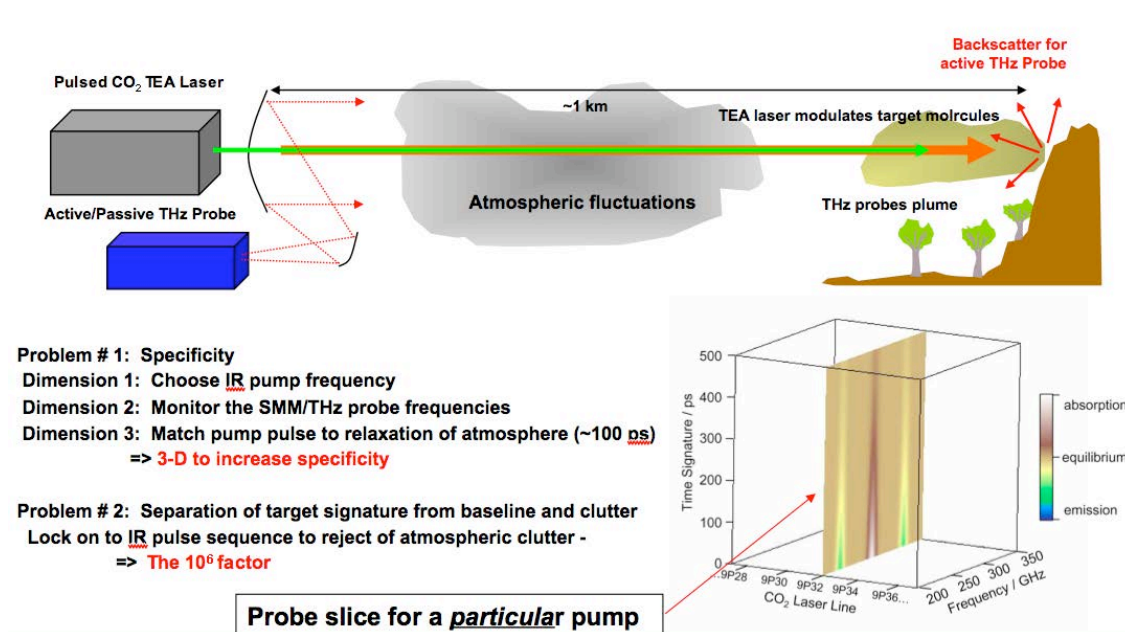 Backscatter for
active THz Probe
Pulsed CO₂ TEA Laser
~1 km
TEA laser modulates target molrcules
Active/Passive THz Probe
Atmospheric fluctuations
THz probes plume
Problem # 1: Specificity
Dimension 1: Choose IR pump frequency
Dimension 2: Monitor the SMM/THz probe frequencies
Dimension 3: Match pump pulse to relaxation of atmosphere (~100 ps)
=> 3-D to increase specificity
Problem # 2: Separation of target signature from baseline and clutter
Lock on to IR pulse sequence to reject of atmospheric clutter -
=> The 10⁶ factor
Probe slice for a particular pump
Time Signature / ps
500
400
300
200
100
0
...9P28
9P30
9P32
9P34
9P36...
CO₂ Laser Line
200
250
300
350
Frequency / GHz
absorption
equilibrium
emission